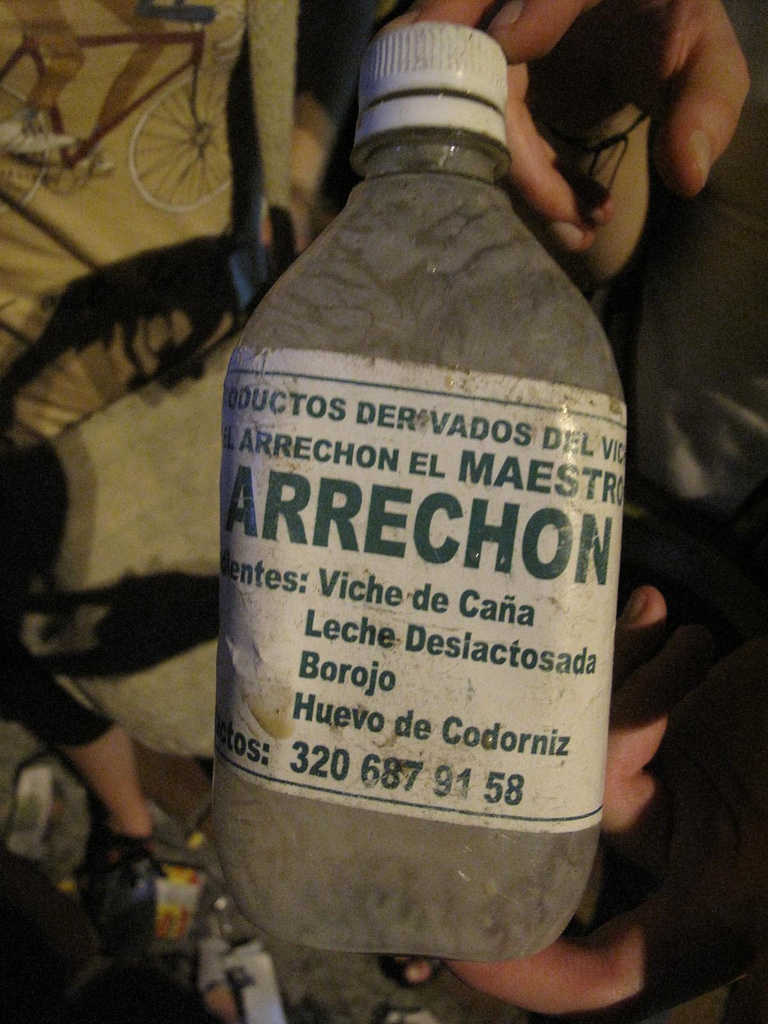 ODUCTOS DERIVADOS DEL VIC
EL ARRECHON EL MAESTRO
ARRECHON
dientes: Viche de Caña
Leche Deslactosada
Borojo
Huevo de Codorniz
ctos: 320 687 91 58